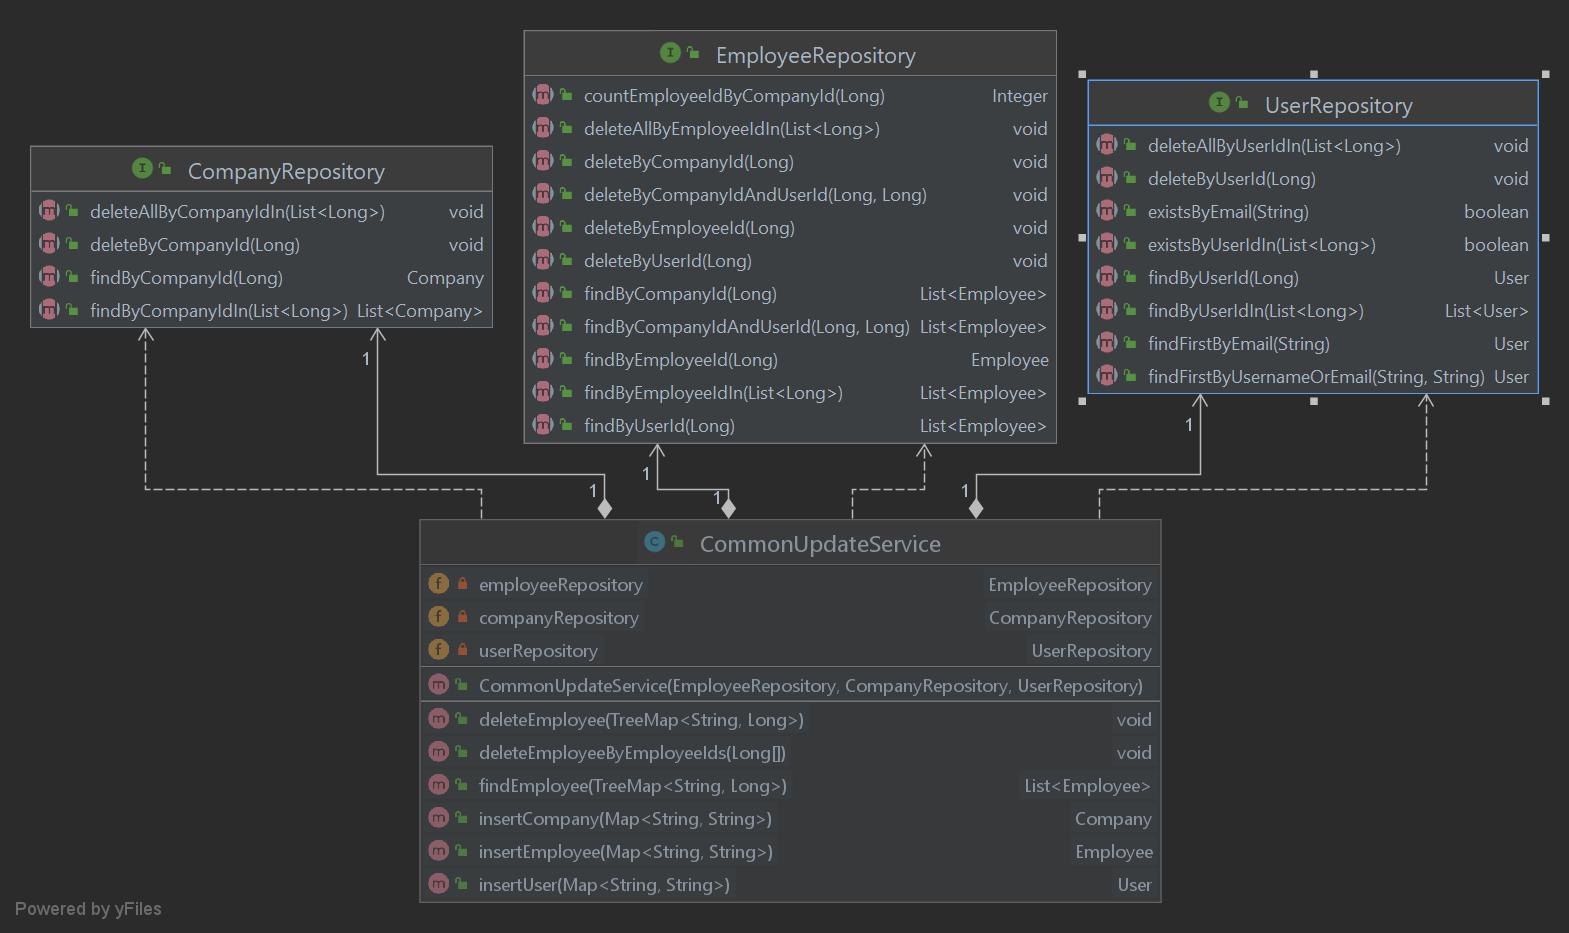 EmployeeRepository
countEmployeeIdByCompanyId(Long) Integer
deleteAllByEmployeeIdIn(List<Long>) void
deleteByCompanyId(Long) void
deleteByCompanyIdAndUserId(Long, Long) void
deleteByEmployeeId(Long) void
deleteByUserId(Long) void
findByCompanyId(Long) List<Employee>
findByCompanyIdAndUserId(Long, Long) List<Employee>
findByEmployeeId(Long) Employee
findByEmployeeIdIn(List<Long>) List<Employee>
findByUserId(Long) List<Employee>
UserRepository
deleteAllByUserIdIn(List<Long>) void
deleteByUserId(Long) void
existsByEmail(String) boolean
existsByUserIdIn(List<Long>) boolean
findByUserId(Long) User
findByUserIdIn(List<Long>) List<User>
findFirstByEmail(String) User
findFirstByUsernameOrEmail(String, String) User
CompanyRepository
deleteAllByCompanyIdIn(List<Long>) void
deleteByCompanyId(Long) void
findByCompanyId(Long) Company
findByCompanyIdIn(List<Long>) List<Company>
1
1
1
1
1
1
CommonUpdateService
employeeRepository EmployeeRepository
companyRepository CompanyRepository
userRepository UserRepository
CommonUpdateService(EmployeeRepository, CompanyRepository, UserRepository)
deleteEmployee(TreeMap<String, Long>) void
deleteEmployeeByEmployeeIds(Long[]) void
findEmployee(TreeMap<String, Long>) List<Employee>
insertCompany(Map<String, String>) Company
insertEmployee(Map<String, String>) Employee
insertUser(Map<String, String>) User
Powered by yFiles